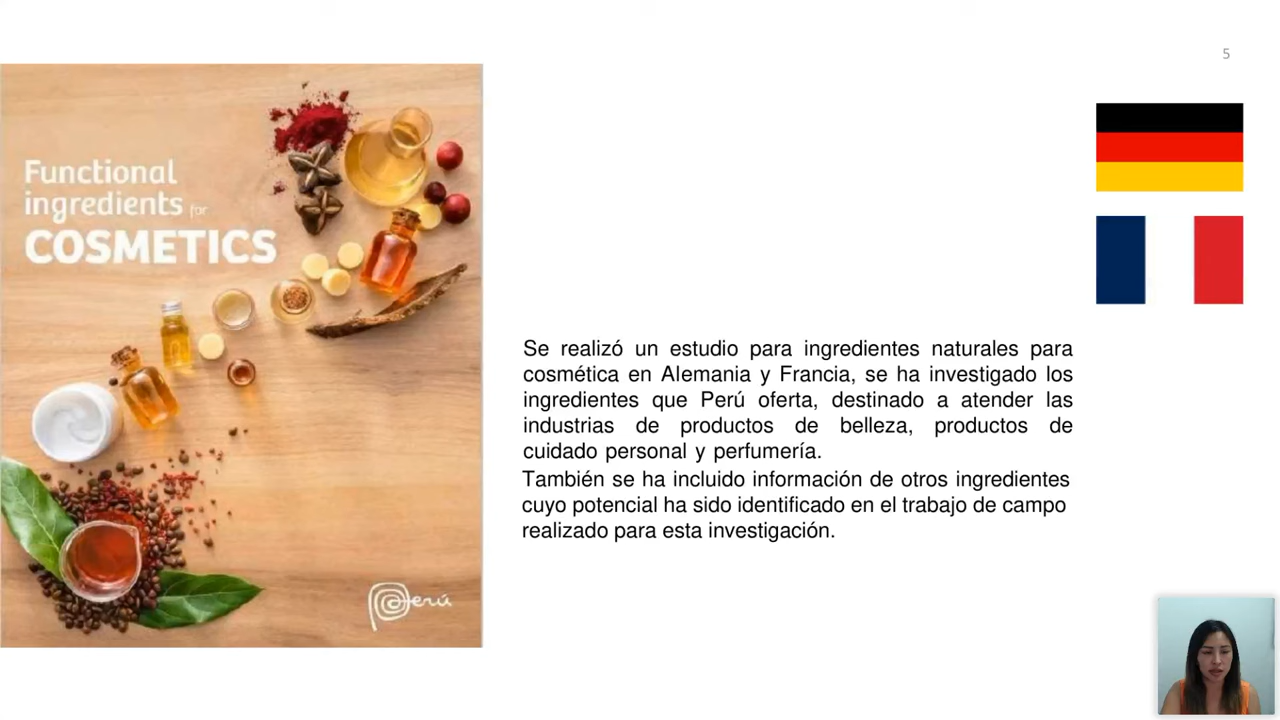 5
Functional
ingredients for
COSMETICS
Se realizó un estudio para ingredientes naturales para
cosmética en Alemania y Francia, se ha investigado los
ingredientes que Perú oferta, destinado a atender las
industrias de productos de belleza, productos de
cuidado personal y perfumería.
También se ha incluido información de otros ingredientes
cuyo potencial ha sido identificado en el trabajo de campo
realizado para esta investigación.
Perú